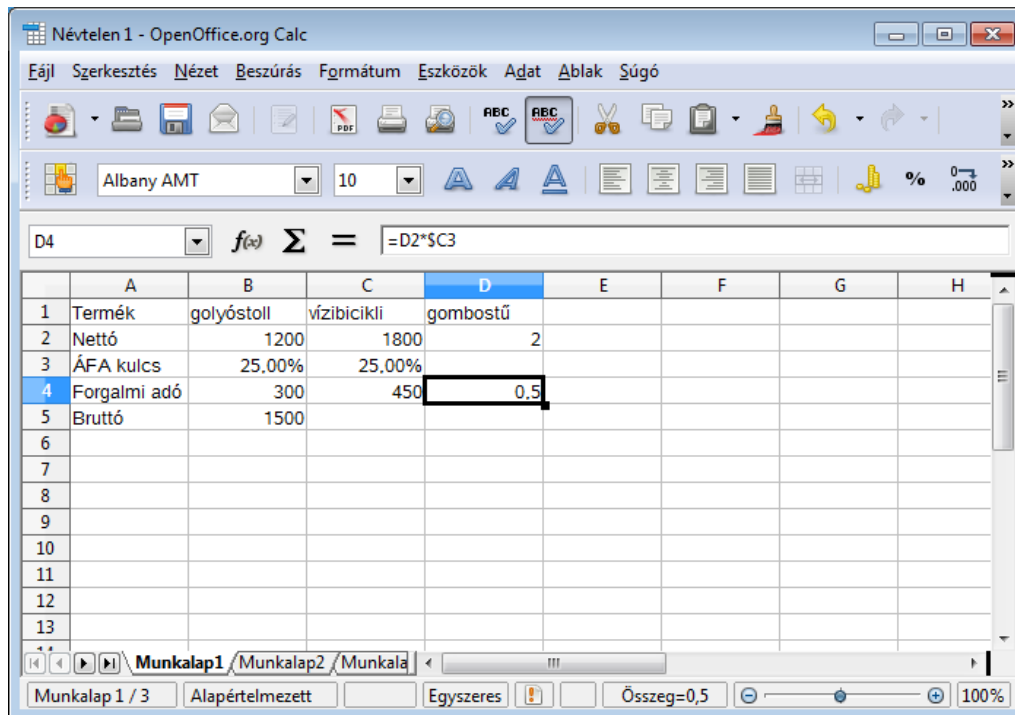 Névtelen 1 - OpenOffice.org Calc
Fájl Szerkesztés Nézet Beszúrás Formátum Eszközök Adat Ablak Súgó
PDF ABC ABC
Albany AMT 10 % 0 .000
D4 f(x) Σ = =D2*$C3
A B C D E F G H
1 Termék golyóstoll vízibicikli gombostű
2 Nettó 1200 1800 2
3 ÁFA kulcs 25,00% 25,00%
4 Forgalmi adó 300 450 0,5
5 Bruttó 1500
6
7
8
9
10
11
12
13
Munkalap1 Munkalap2 Munkala
Munkalap 1 / 3 Alapértelmezett Egyszeres Összeg=0,5 100%